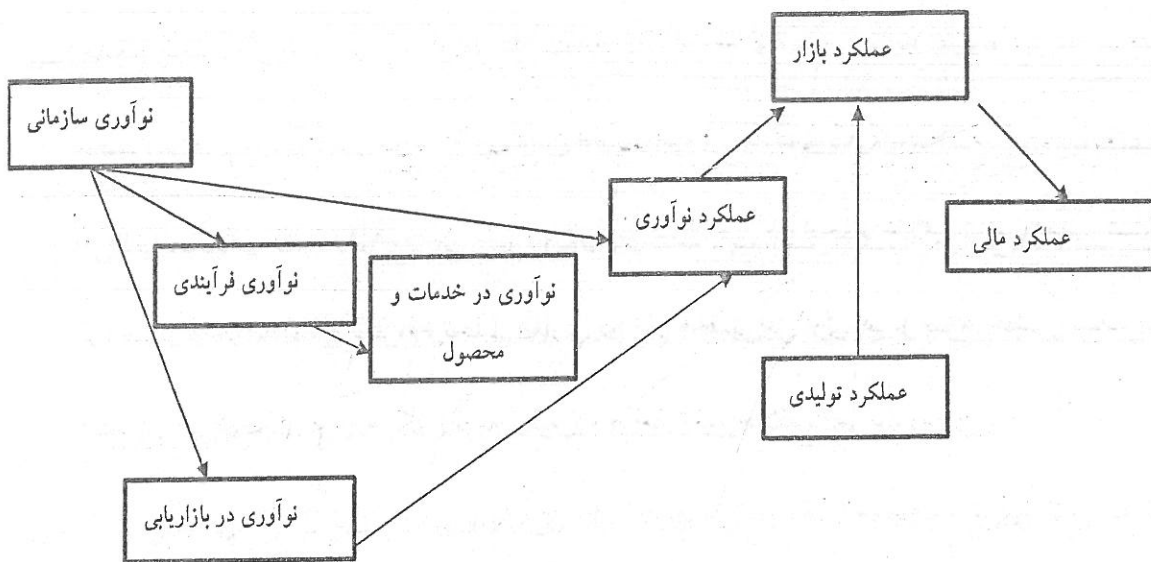 عملکرد بازار
نوآوری سازمانی
عملکرد نوآوری
عملکرد مالی
نوآوری فرآیندی
نوآوری در خدمات و
محصول
عملکرد تولیدی
نوآوری در بازاریابی